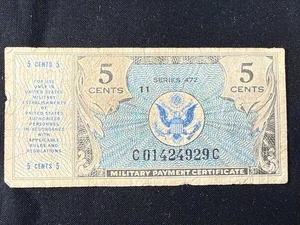 5 CENTS 5
FOR USE
ONLY IN
UNITED STATES
MILITARY
ESTABLISHMENTS
BY
UNITED STATES
AUTHORIZED
PERSONNEL
IN ACCORDANCE
WITH
APPLICABLE
RULES AND
REGULATIONS.
5 CENTS 5
SERIES 472
5
CENTS
11
5
CENTS
C01424929C
MILITARY PAYMENT CERTIFICATE